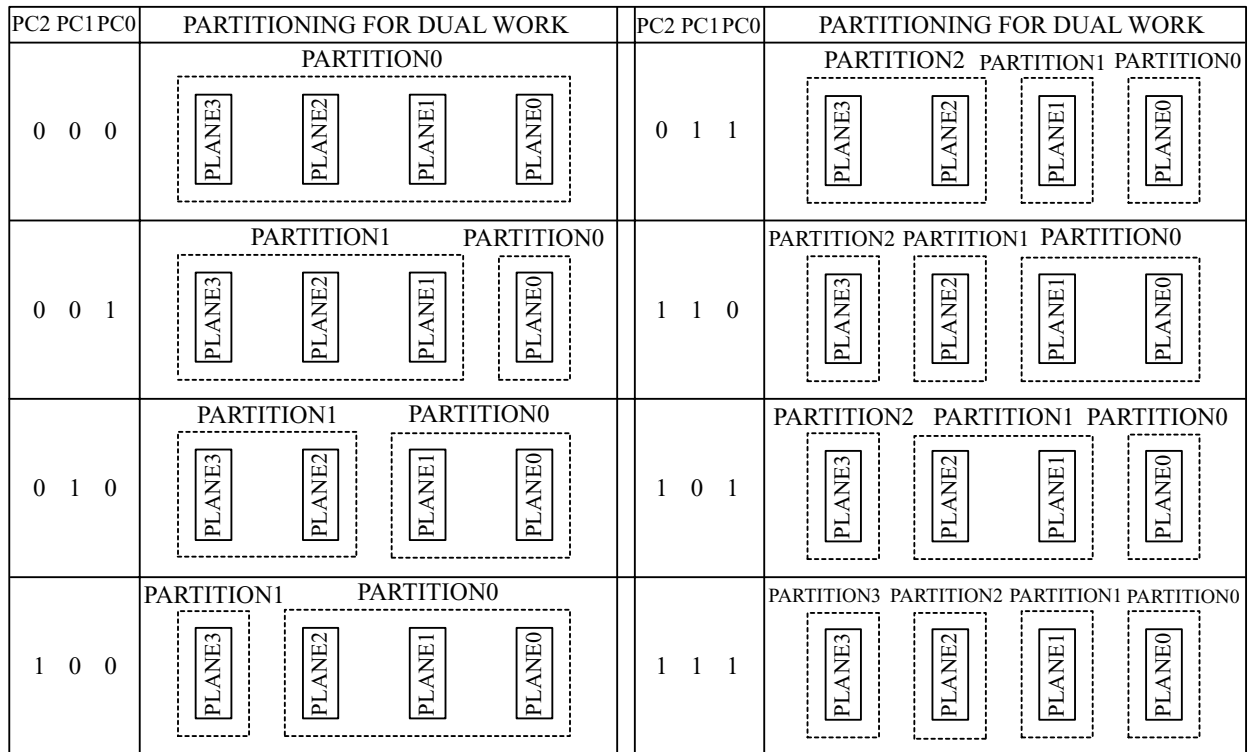 PC2 PC1 PC0 PARTITIONING FOR DUAL WORK PC2 PC1 PC0 PARTITIONING FOR DUAL WORK
PARTITION0
0 0 0
PLANE3 PLANE2 PLANE1 PLANE0
PARTITION2 PARTITION1 PARTITION0
0 1 1
PLANE3 PLANE2 PLANE1 PLANE0
PARTITION1 PARTITION0
0 0 1
PLANE3 PLANE2 PLANE1 PLANE0
PARTITION2 PARTITION1 PARTITION0
1 1 0
PLANE3 PLANE2 PLANE1 PLANE0
PARTITION1 PARTITION0
0 1 0
PLANE3 PLANE2 PLANE1 PLANE0
PARTITION2 PARTITION1 PARTITION0
1 0 1
PLANE3 PLANE2 PLANE1 PLANE0
PARTITION1 PARTITION0
1 0 0
PLANE3 PLANE2 PLANE1 PLANE0
PARTITION3 PARTITION2 PARTITION1 PARTITION0
1 1 1
PLANE3 PLANE2 PLANE1 PLANE0